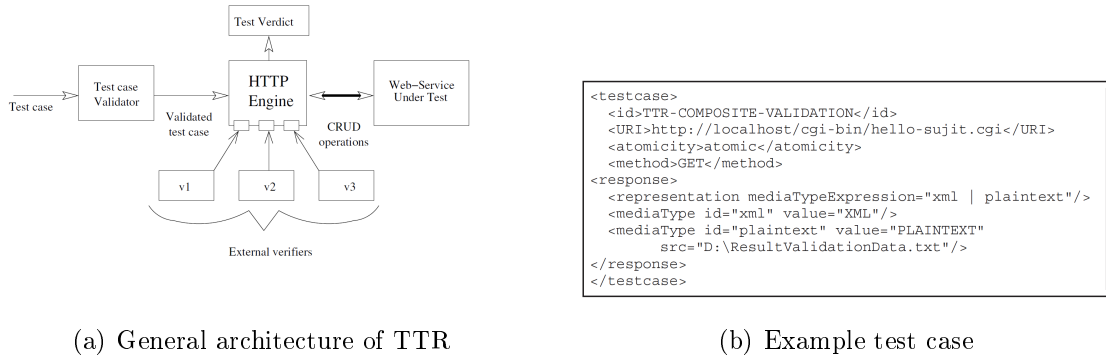 Test Verdict
HTTP
Engine
Test case
Validator
Web-Service
Under Test
Test case
Validated
test case
CRUD
operations
v1
v2
v3
External verifiers
(a) General architecture of TTR
<testcase>
<id>TTR-COMPOSITE-VALIDATION</id>
<URI>http://localhost/cgi-bin/hello-sujit.cgi</URI>
<atomicity>atomic</atomicity>
<method>GET</method>
<response>
<representation mediaTypeExpression="xml | plaintext"/>
<mediaType id="xml" value="XML"/>
<mediaType id="plaintext" value="PLAINTEXT"
src="D:\ResultValidationData.txt"/>
</response>
</testcase>
(b) Example test case